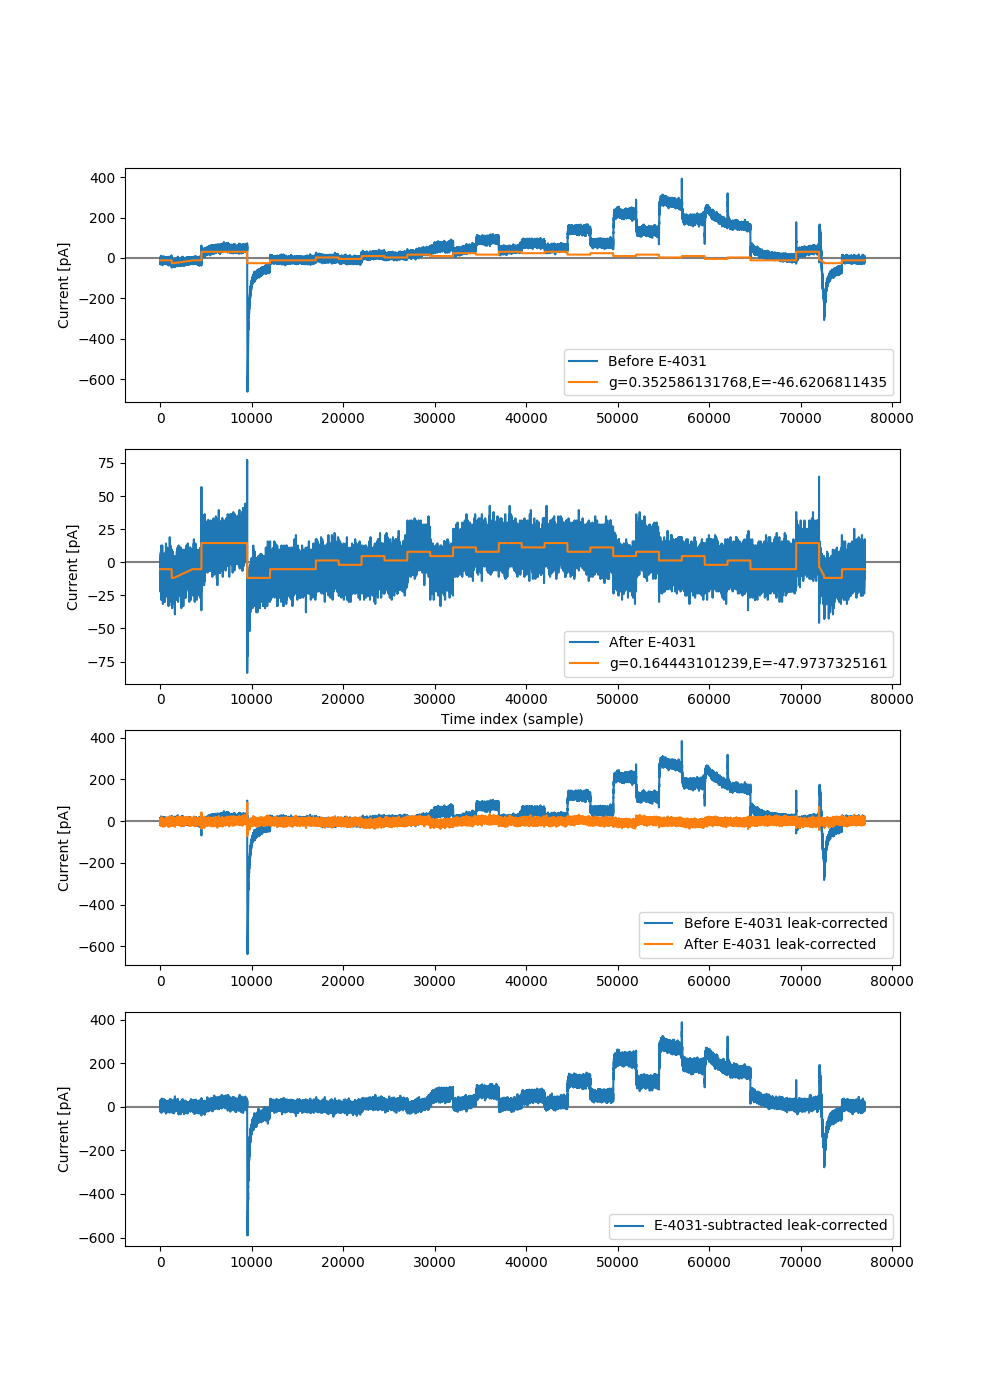 400
200
0
−200
−400
−600
Current [pA]
Before E-4031
g=0.352586131768,E=-46.6206811435
0 10000 20000 30000 40000 50000 60000 70000 80000
75
50
25
0
−25
−50
−75
Current [pA]
After E-4031
g=0.164443101239,E=-47.9737325161
0 10000 20000 30000 40000 50000 60000 70000 80000
Time index (sample)
400
200
0
−200
−400
−600
Current [pA]
Before E-4031 leak-corrected
After E-4031 leak-corrected
0 10000 20000 30000 40000 50000 60000 70000 80000
400
200
0
−200
−400
−600
Current [pA]
E-4031-subtracted leak-corrected
0 10000 20000 30000 40000 50000 60000 70000 80000